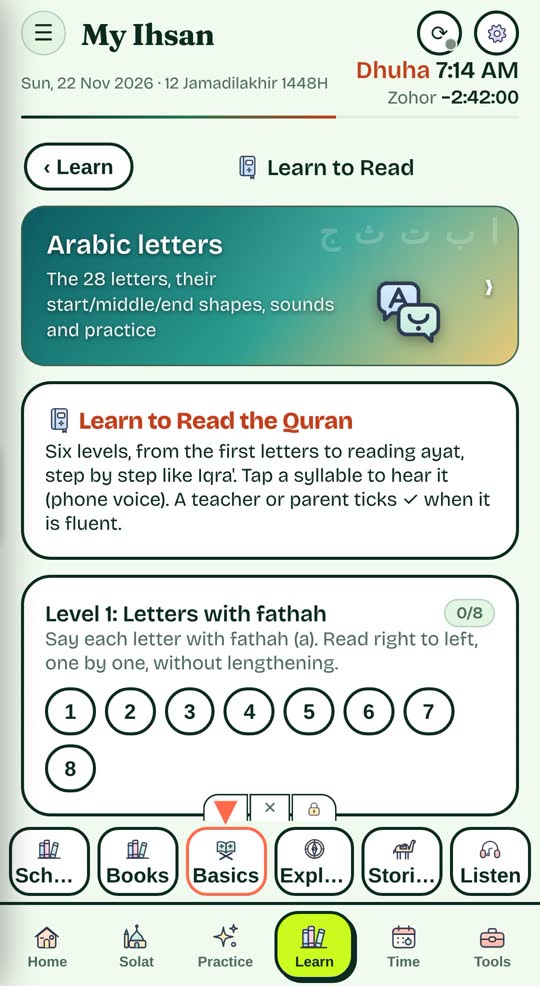 My Ihsan
Sun, 22 Nov 2026 · 12 Jamadilakhir 1448H
Dhuha 7:14 AM
Zohor −2:42:00
‹ Learn
Learn to Read
ا ب ت ث ج
Arabic letters
The 28 letters, their
start/middle/end shapes, sounds
and practice
A
Learn to Read the Quran
Six levels, from the first letters to reading ayat,
step by step like Iqra'. Tap a syllable to hear it
(phone voice). A teacher or parent ticks ✓ when it
is fluent.
Level 1: Letters with fathah
0/8
Say each letter with fathah (a). Read right to left,
one by one, without lengthening.
1 2 3 4 5 6 7
8
Sch… Books Basics Expl… Stori… Listen
Home Solat Practice Learn Time Tools